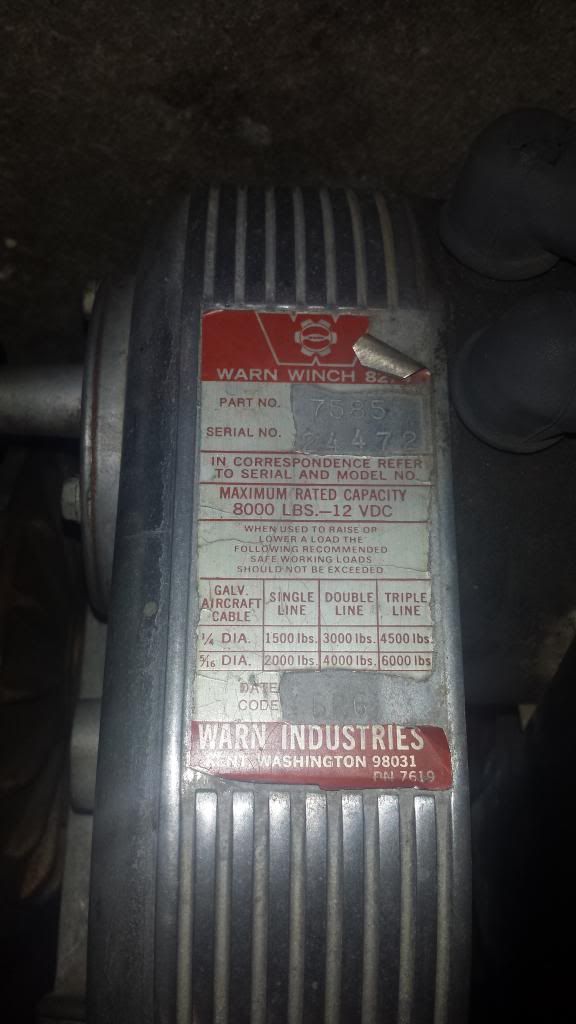 WARN WINCH
PART NO. 7585
SERIAL NO. 24472
IN CORRESPONDENCE REFER
TO SERIAL AND MODEL NO.
MAXIMUM RATED CAPACITY
8000 LBS.—12 VDC
WHEN USED TO RAISE OR
LOWER A LOAD THE
FOLLOWING RECOMMENDED
SAFE WORKING LOADS
SHOULD NOT BE EXCEEDED
GALV. AIRCRAFT CABLE SINGLE LINE DOUBLE LINE TRIPLE LINE
1/4 DIA. 1500 lbs. 3000 lbs. 4500 lbs.
5/16 DIA. 2000 lbs. 4000 lbs. 6000 lbs
DATE
CODE
WARN INDUSTRIES
KENT, WASHINGTON 98031
PN 7619